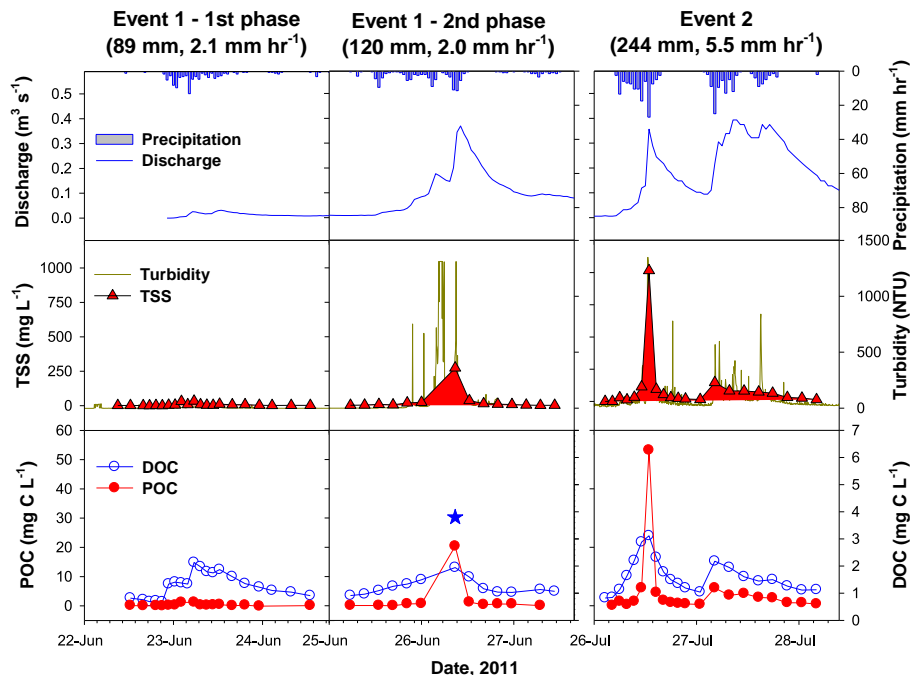 Event 1 - 1st phase
(89 mm, 2.1 mm hr-1)
Event 1 - 2nd phase
(120 mm, 2.0 mm hr-1)
Event 2
(244 mm, 5.5 mm hr-1)
Discharge (m3 s-1)
0.5
0.4
0.3
0.2
0.1
0.0
Precipitation
Discharge
0
20
40
60
80
Precipitation (mm hr-1)
TSS (mg L-1)
1000
750
500
250
0
Turbidity
TSS
1500
1000
500
0
Turbidity (NTU)
POC (mg C L-1)
60
50
40
30
20
10
0
DOC
POC
7
6
5
4
3
2
1
0
DOC (mg C L-1)
22-Jun
23-Jun
24-Jun
25-Jun
26-Jun
27-Jun
26-Jul
27-Jul
28-Jul
Date, 2011